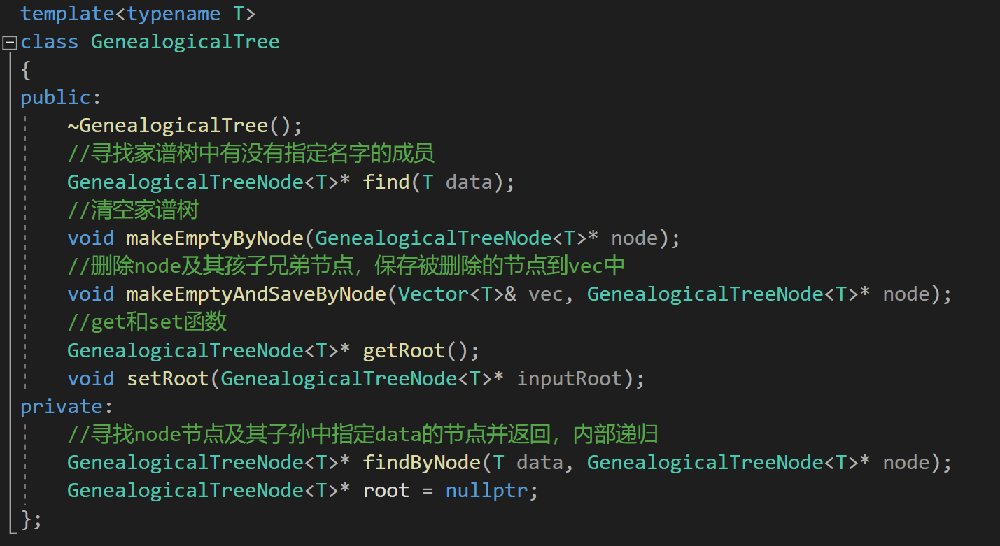 template<typename T>
class GenealogicalTree
{
public:
    ~GenealogicalTree();
    //寻找家谱树中有没有指定名字的成员
    GenealogicalTreeNode<T>* find(T data);
    //清空家谱树
    void makeEmptyByNode(GenealogicalTreeNode<T>* node);
    //删除node及其孩子兄弟节点，保存被删除的节点到vec中
    void makeEmptyAndSaveByNode(Vector<T>& vec, GenealogicalTreeNode<T>* node);
    //get和set函数
    GenealogicalTreeNode<T>* getRoot();
    void setRoot(GenealogicalTreeNode<T>* inputRoot);
private:
    //寻找node节点及其子孙中指定data的节点并返回，内部递归
    GenealogicalTreeNode<T>* findByNode(T data, GenealogicalTreeNode<T>* node);
    GenealogicalTreeNode<T>* root = nullptr;
};